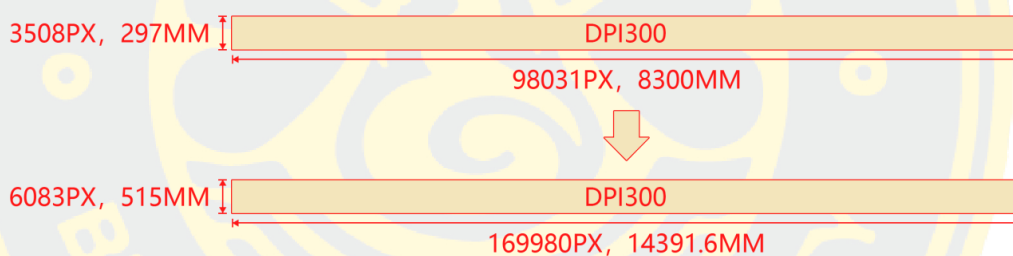 3508PX，297MM
DPI300
98031PX，8300MM
6083PX，515MM
DPI300
169980PX，14391.6MM
B